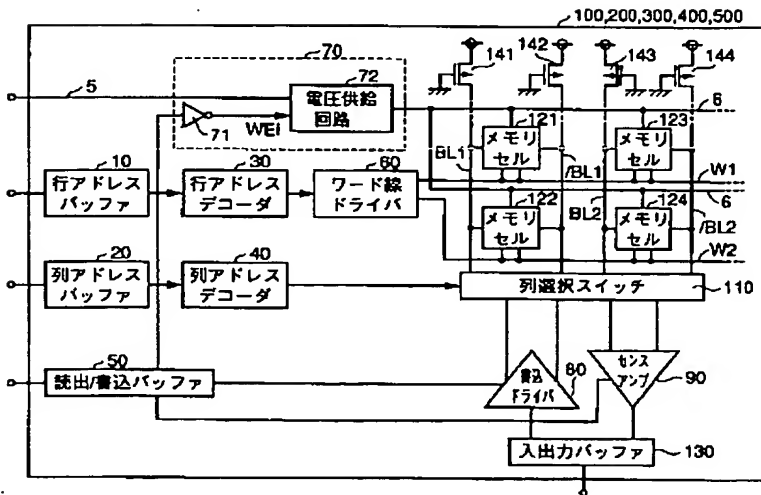 100,200,300,400,500
70
141
142
143
144
5
72
電圧供給
回路
71
WEI
6
121
メモリ
セル
123
メモリ
セル
BL1
/BL1
W1
6
10
行アドレス
バッファ
30
行アドレス
デコーダ
60
ワード線
ドライバ
122
メモリ
セル
BL2
124
メモリ
セル
/BL2
W2
20
列アドレス
バッファ
40
列アドレス
デコーダ
列選択スイッチ
110
50
読出/書込バッファ
書込
ドライバ
80
センス
アンプ
90
入出力バッファ
130